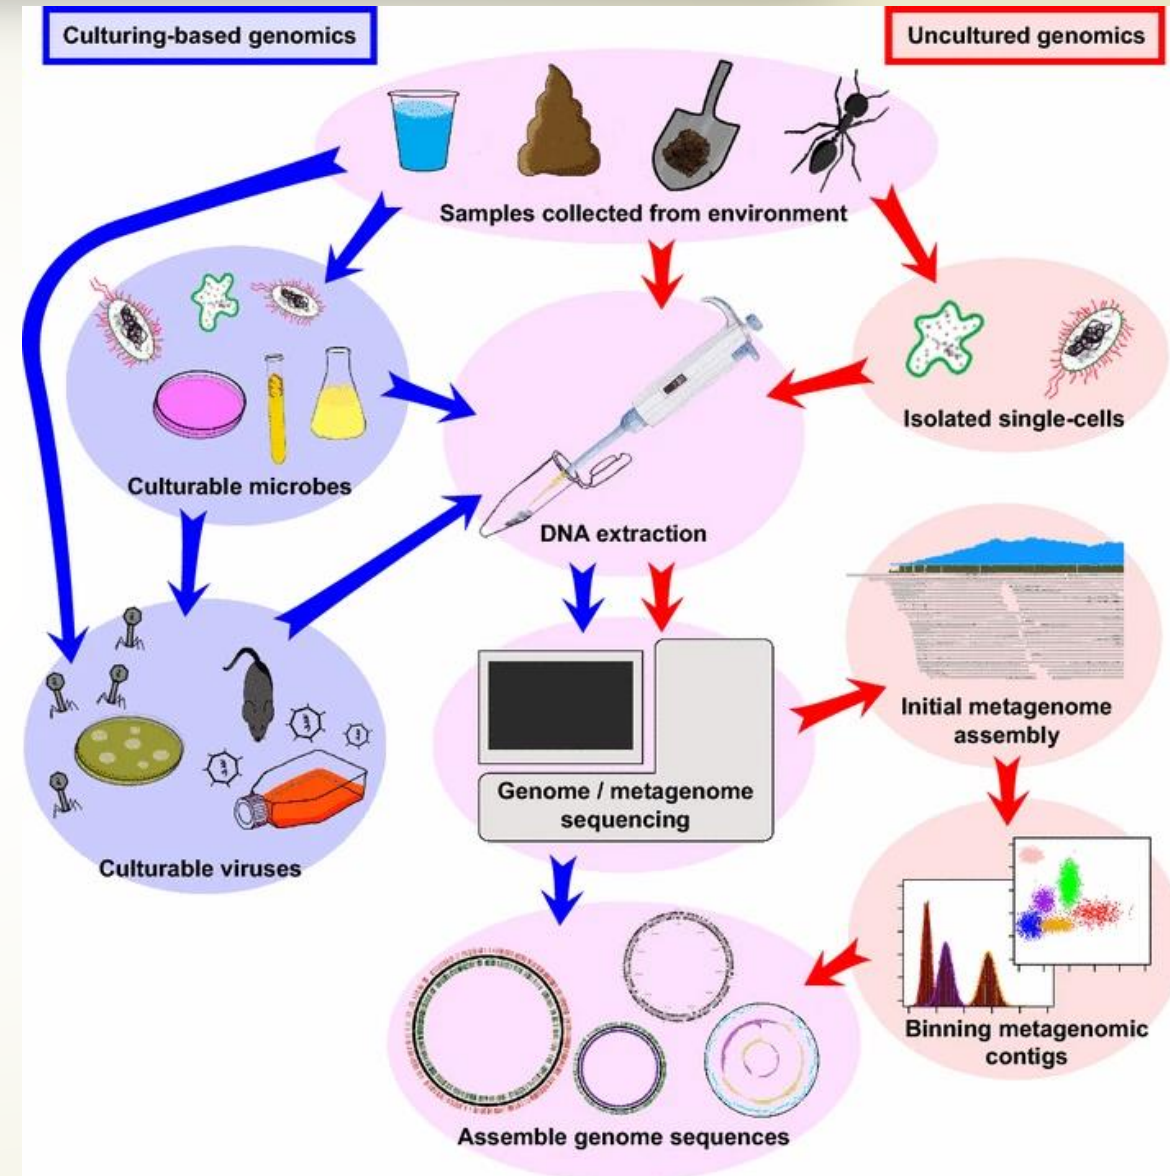 Culturing-based genomics
Uncultured genomics
Samples collected from environment
Isolated single-cells
Culturable microbes
DNA extraction
Initial metagenome
assembly
Genome / metagenome
sequencing
Culturable viruses
Binning metagenomic
contigs
Assemble genome sequences